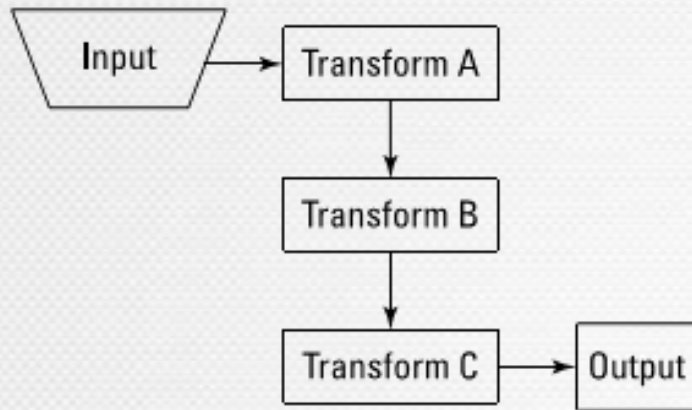 Input
Transform A
Transform B
Transform C
Output